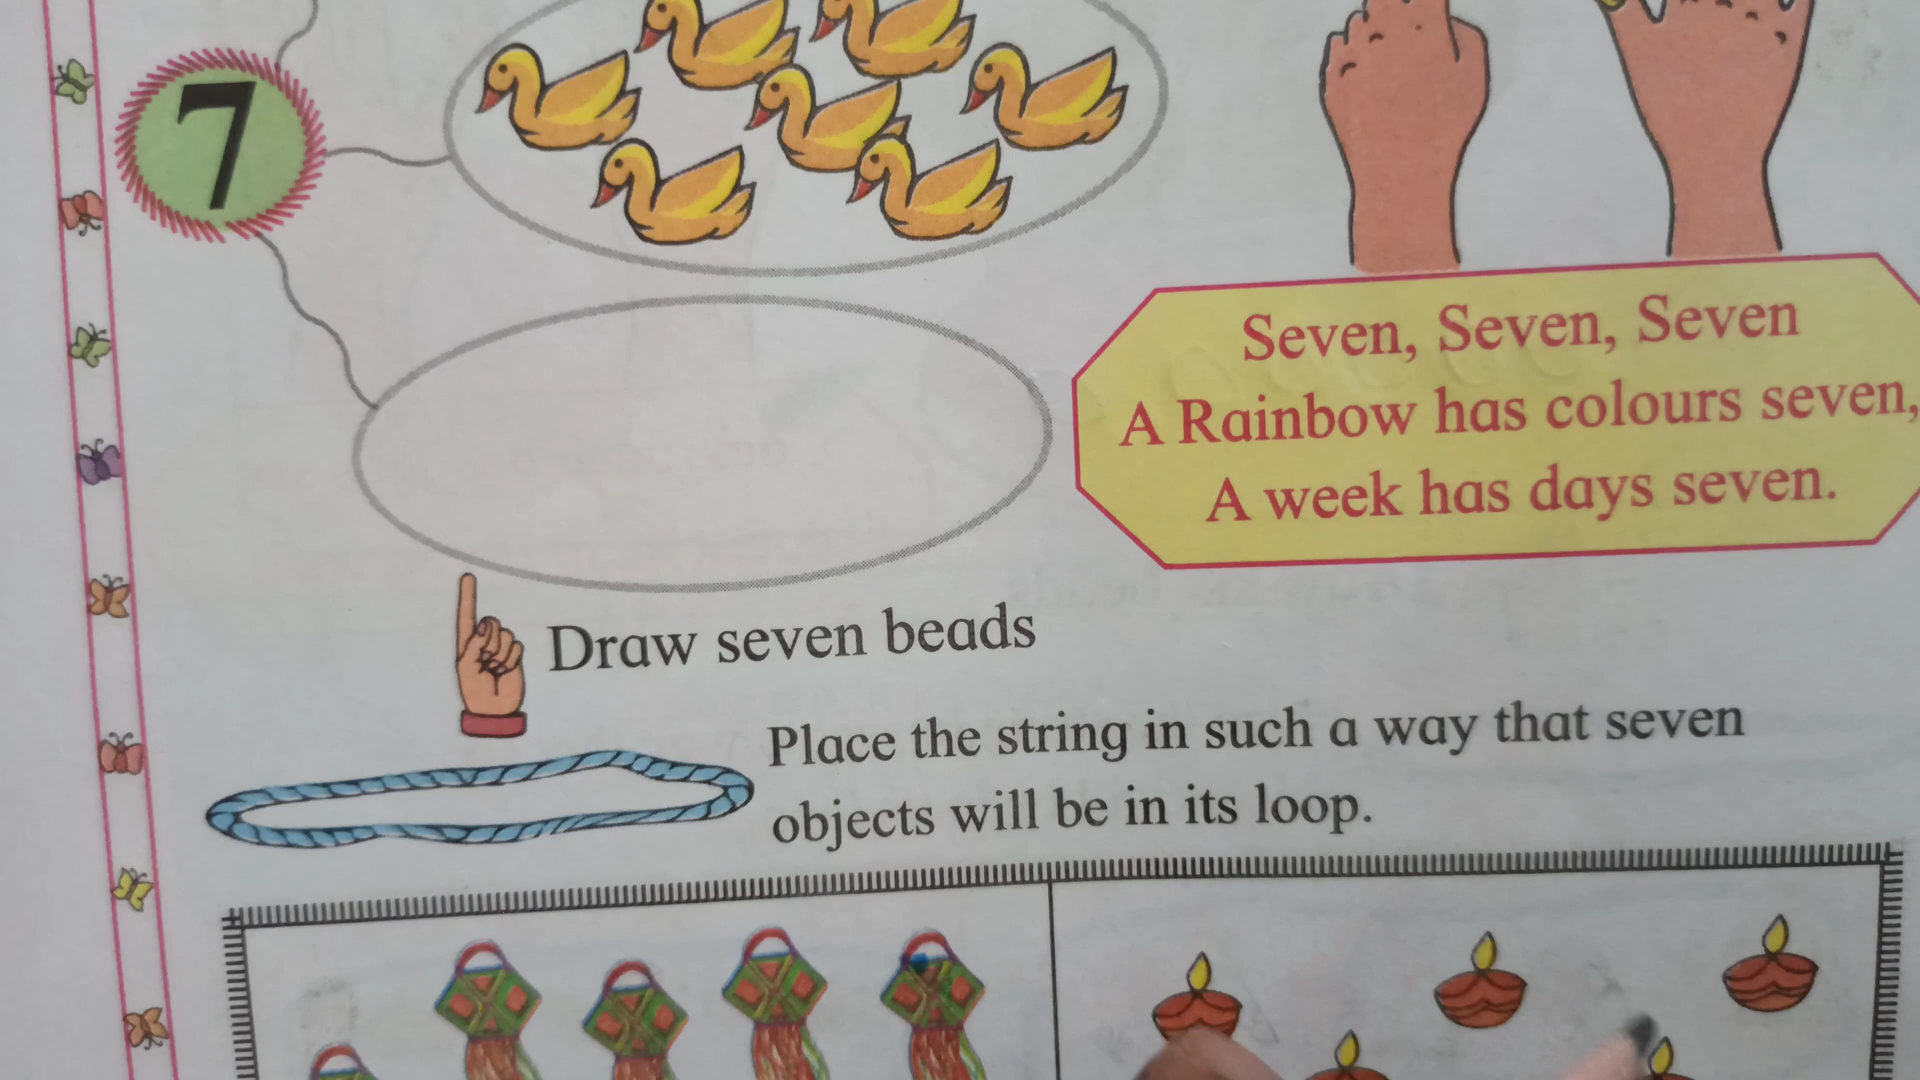 7
Seven, Seven, Seven
A Rainbow has colours seven,
A week has days seven.
Draw seven beads
Place the string in such a way that seven
objects will be in its loop.